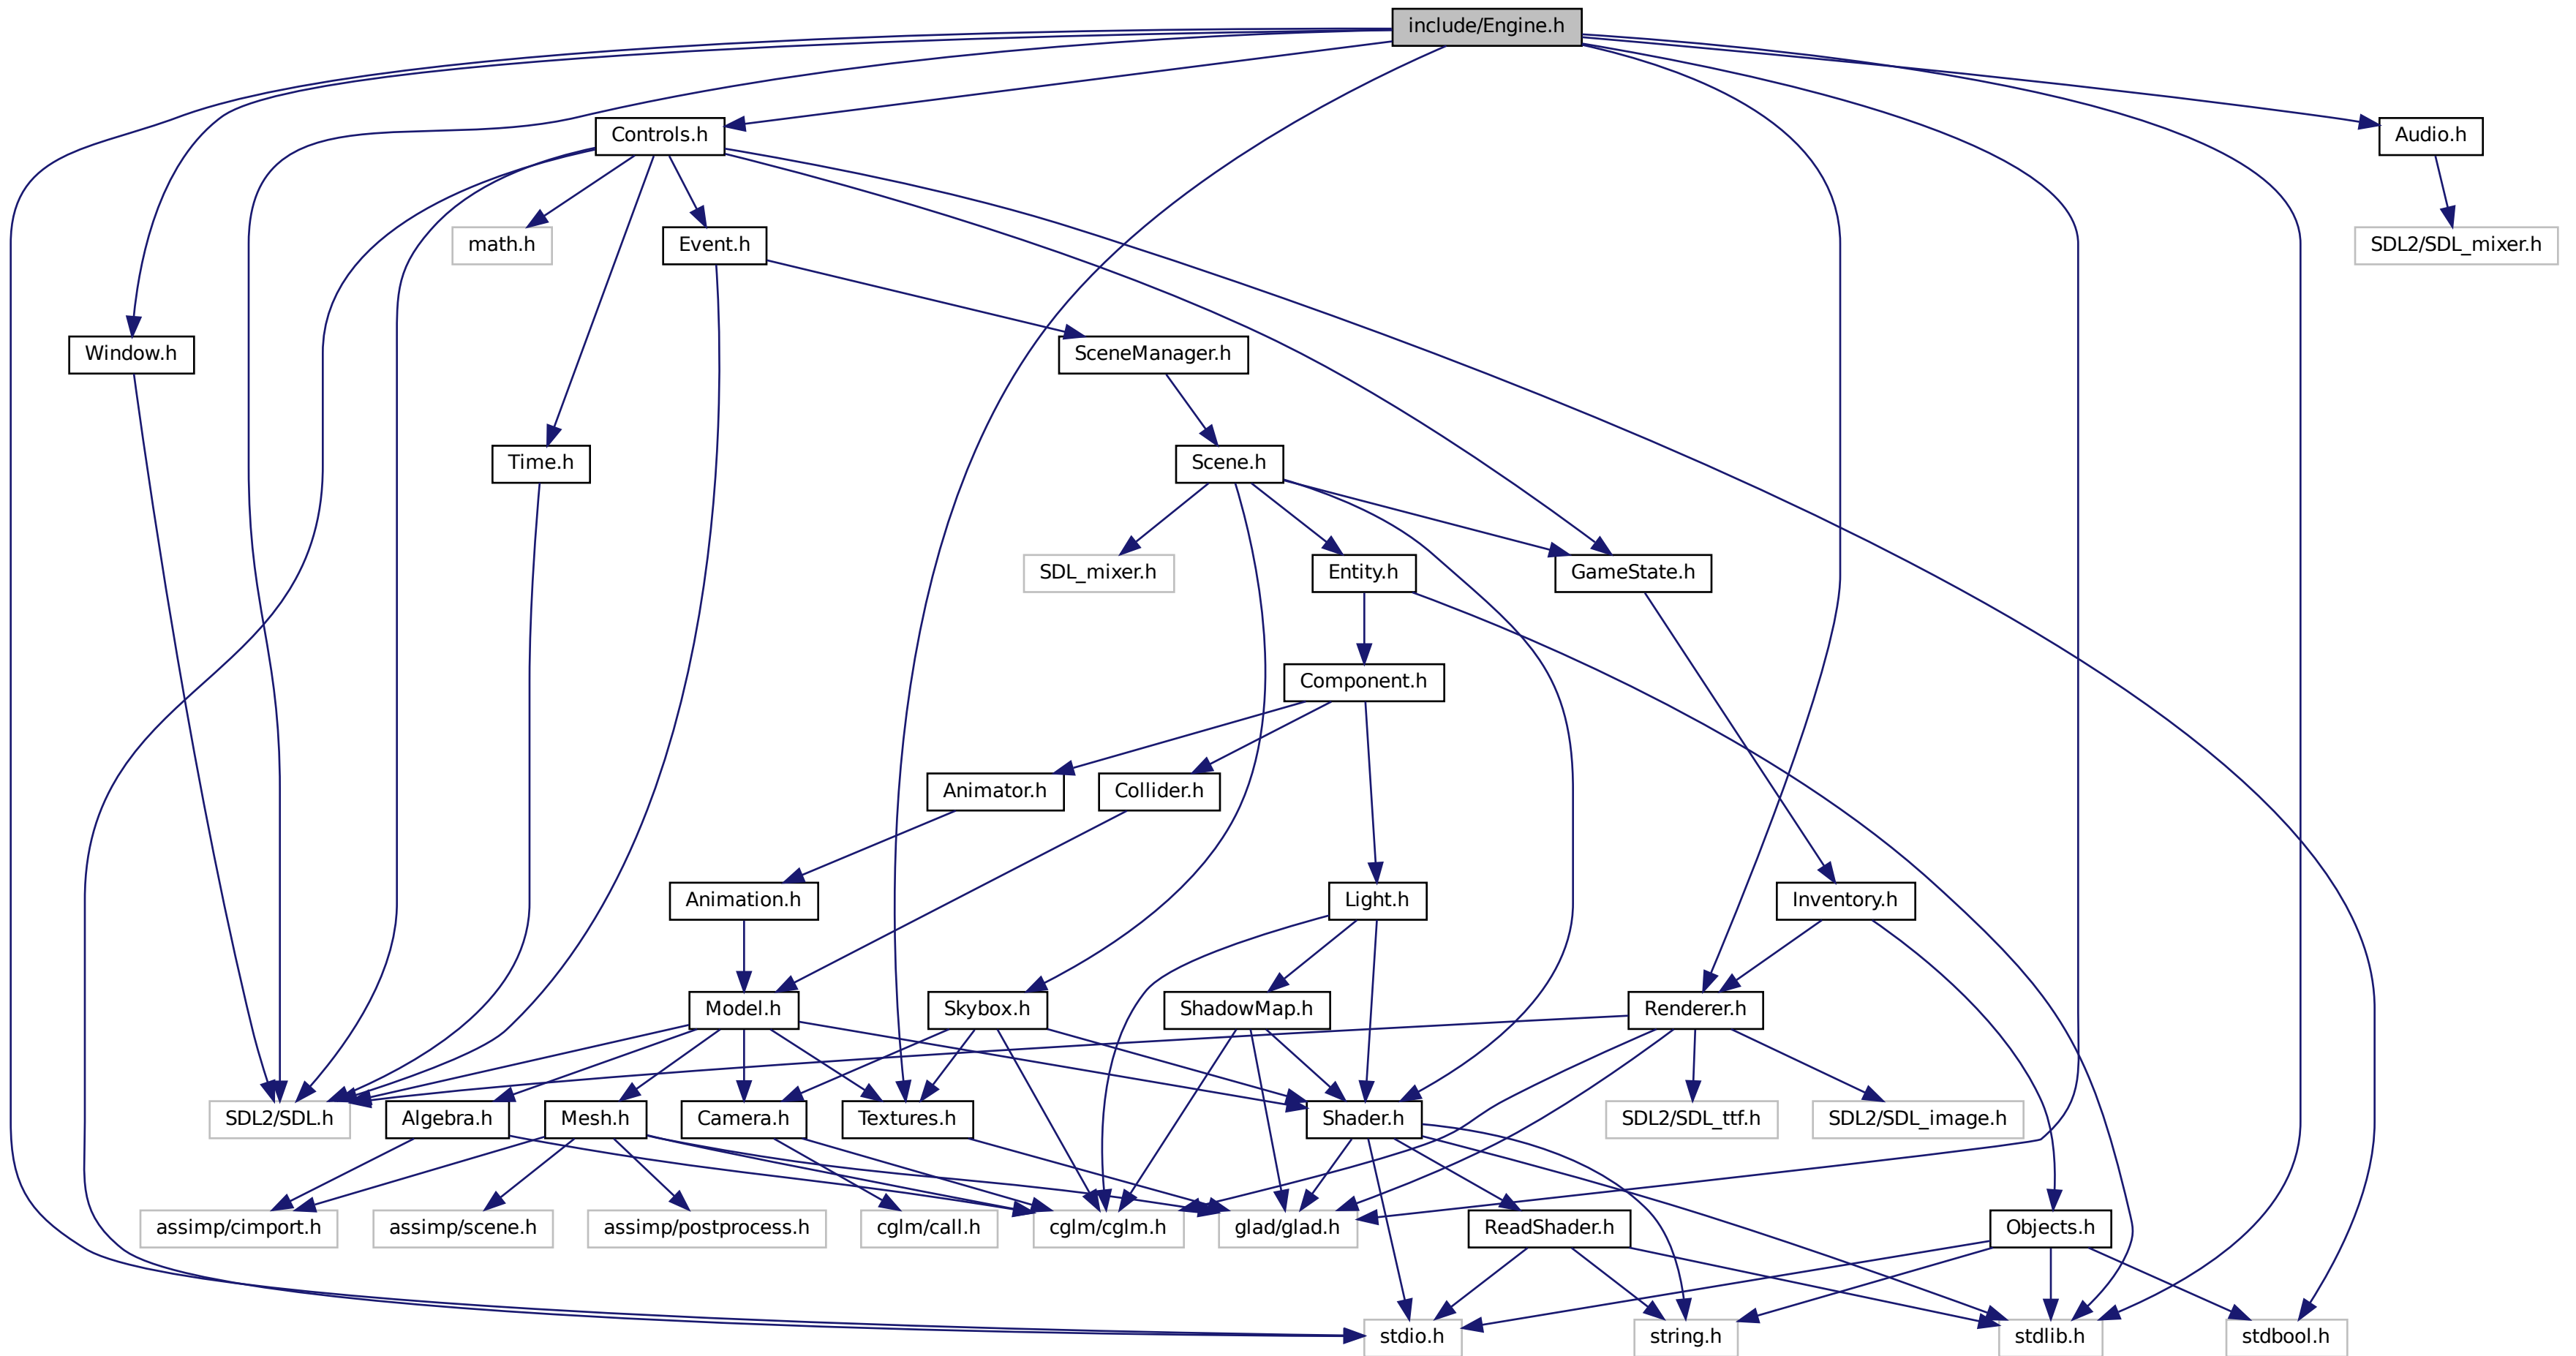 include/Engine.h
Controls.h
Audio.h
math.h
Event.h
SDL2/SDL_mixer.h
Window.h
SceneManager.h
Time.h
Scene.h
SDL_mixer.h
Entity.h
GameState.h
Component.h
Animator.h
Collider.h
Animation.h
Light.h
Inventory.h
Model.h
Skybox.h
ShadowMap.h
Renderer.h
SDL2/SDL.h
Algebra.h
Mesh.h
Camera.h
Textures.h
Shader.h
SDL2/SDL_ttf.h
SDL2/SDL_image.h
assimp/cimport.h
assimp/scene.h
assimp/postprocess.h
cglm/call.h
cglm/cglm.h
glad/glad.h
ReadShader.h
Objects.h
stdio.h
string.h
stdlib.h
stdbool.h